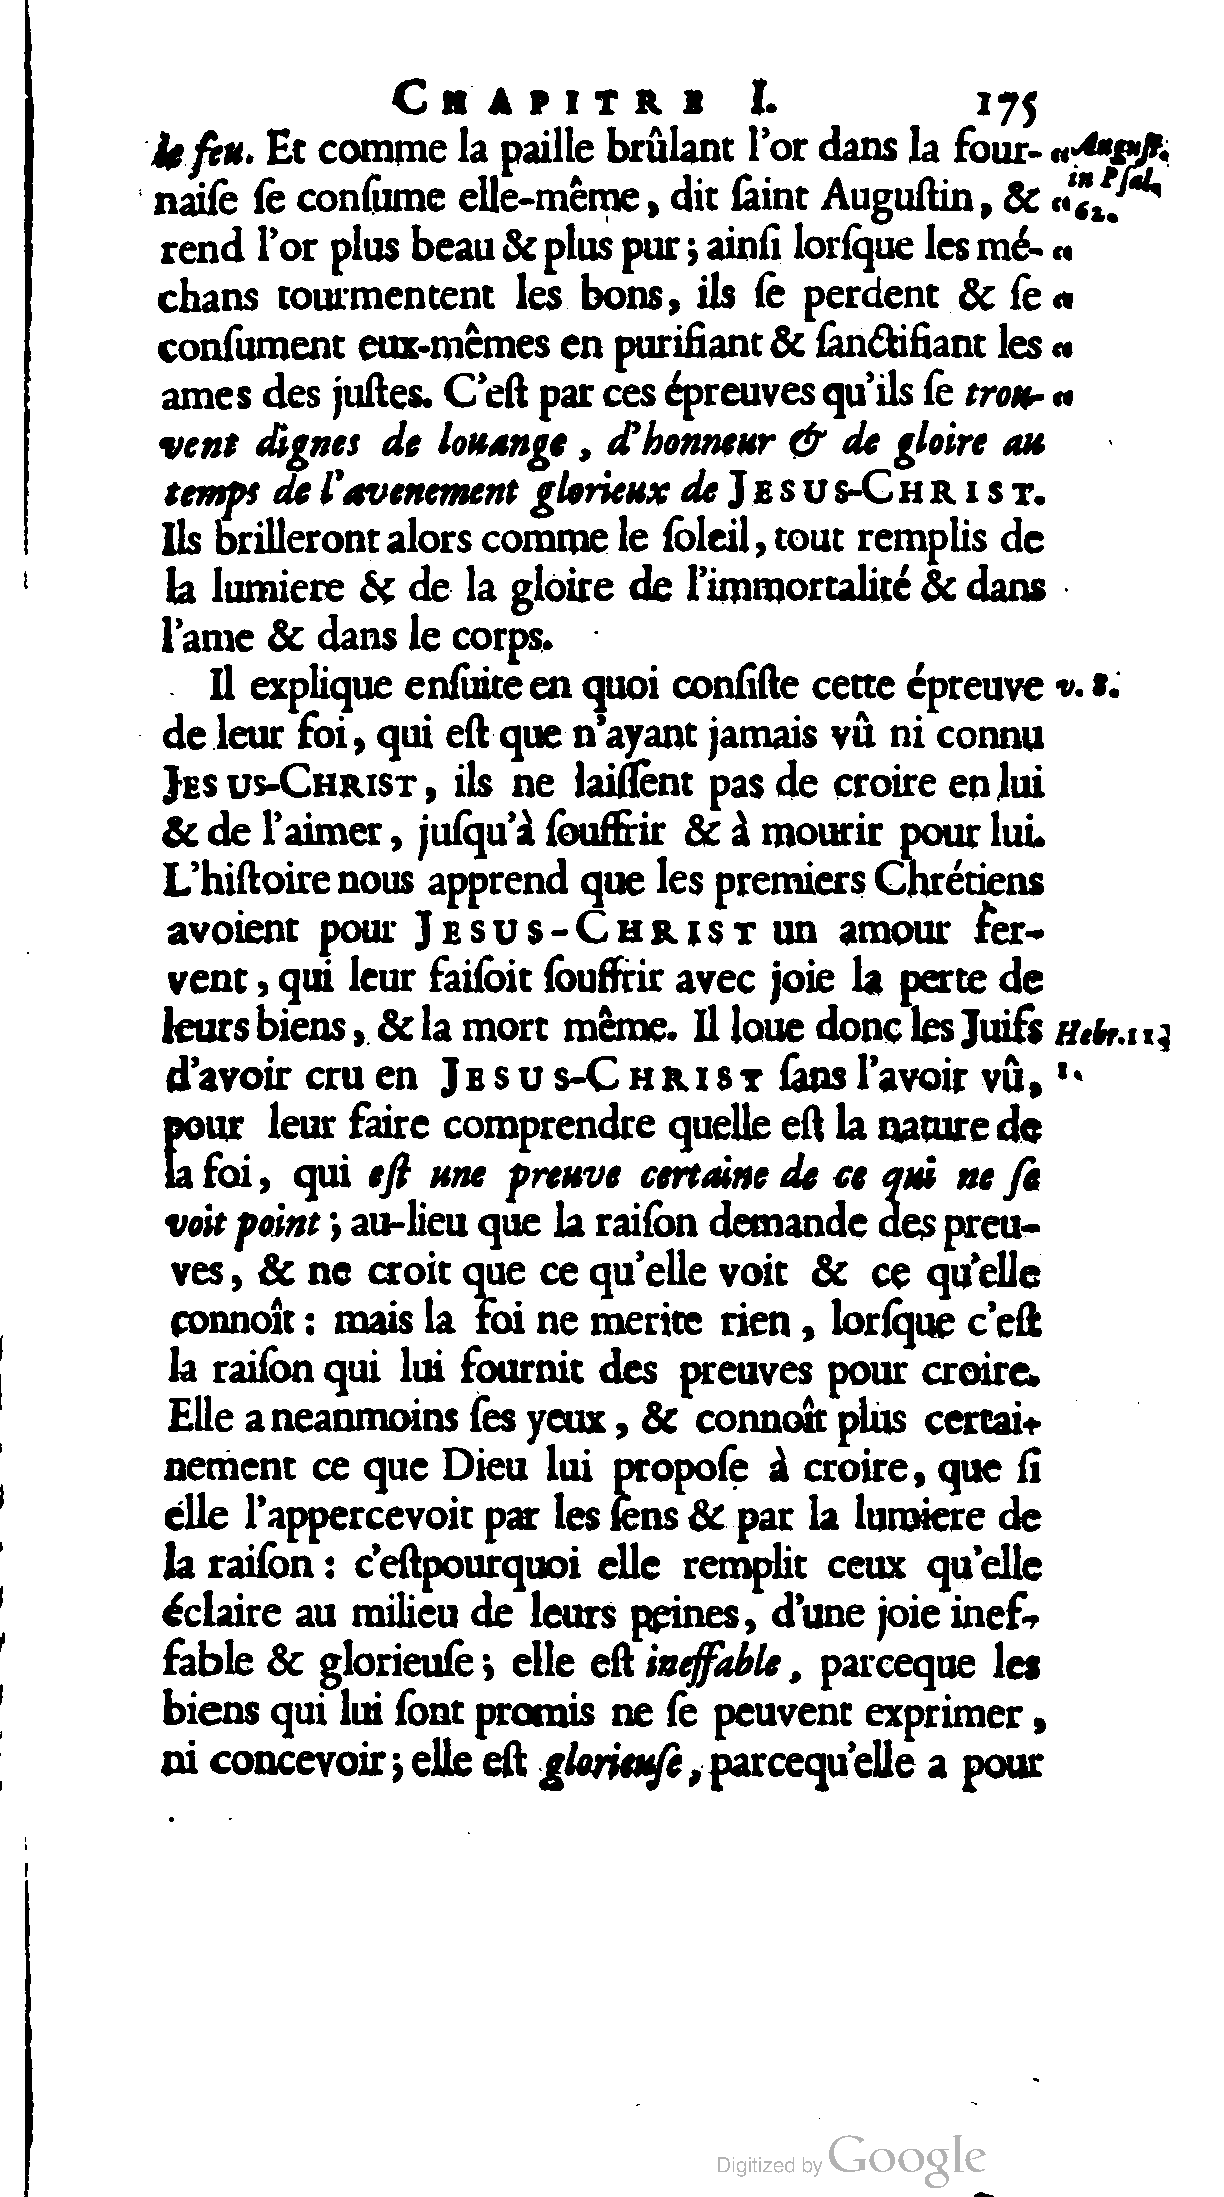 CHAPITRE I. 175
le feu. Et comme la paille brûlant l'or dans la four- « August.
naiſe ſe conſume elle-même, dit ſaint Auguſtin, & « in Pſal.
62.
rend l'or plus beau & plus pur; ainſi lorſque les mé- «
chans tourmentent les bons, ils ſe perdent & ſe «
conſument eux-mêmes en purifiant & ſanctifiant les «
ames des juſtes. C'eſt par ces épreuves qu'ils ſe trou- «
vent dignes de louange, d'honneur & de gloire au
temps de l'avenement glorieux de JESUS-CHRIST.
Ils brilleront alors comme le ſoleil, tout remplis de
la lumiere & de la gloire de l'immortalité & dans
l'ame & dans le corps.
Il explique enſuite en quoi conſiſte cette épreuve v. 8.
de leur foi, qui eſt que n'ayant jamais vû ni connu
JESUS-CHRIST, ils ne laiſſent pas de croire en lui
& de l'aimer, juſqu'à ſouffrir & à mourir pour lui.
L'hiſtoire nous apprend que les premiers Chrétiens
avoient pour JESUS-CHRIST un amour fer-
vent, qui leur faiſoit ſouffrir avec joie la perte de
leurs biens, & la mort même. Il loue donc les Juifs Hebr. 11.
d'avoir cru en JESUS-CHRIST ſans l'avoir vû, 1.
pour leur faire comprendre quelle eſt la nature de
la foi, qui eſt une preuve certaine de ce qui ne ſe
voit point; au-lieu que la raiſon demande des preu-
ves, & ne croit que ce qu'elle voit & ce qu'elle
connoît: mais la foi ne merite rien, lorſque c'eſt
la raiſon qui lui fournit des preuves pour croire.
Elle a neanmoins ſes yeux, & connoît plus certai-
nement ce que Dieu lui propoſe à croire, que ſi
elle l'appercevoit par les ſens & par la lumiere de
la raiſon: c'eſtpourquoi elle remplit ceux qu'elle
éclaire au milieu de leurs peines, d'une joie inef-
fable & glorieuſe; elle eſt ineffable, parceque les
biens qui lui ſont promis ne ſe peuvent exprimer,
ni concevoir; elle eſt glorieuſe, parcequ'elle a pour
Digitized by Google